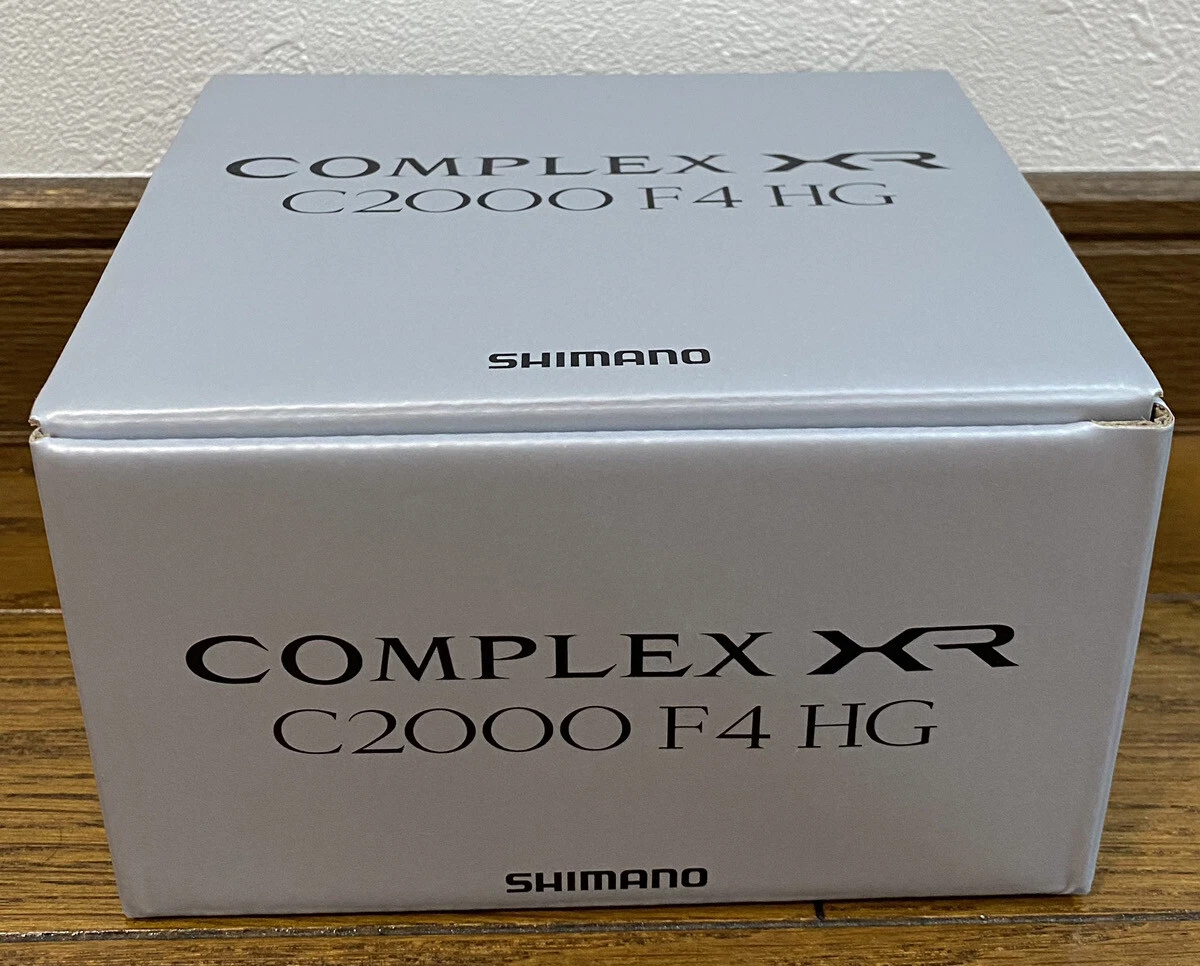 COMPLEX XR
C2000 F4 HG
SHIMANO
COMPLEX XR
C2000 F4 HG
SHIMANO